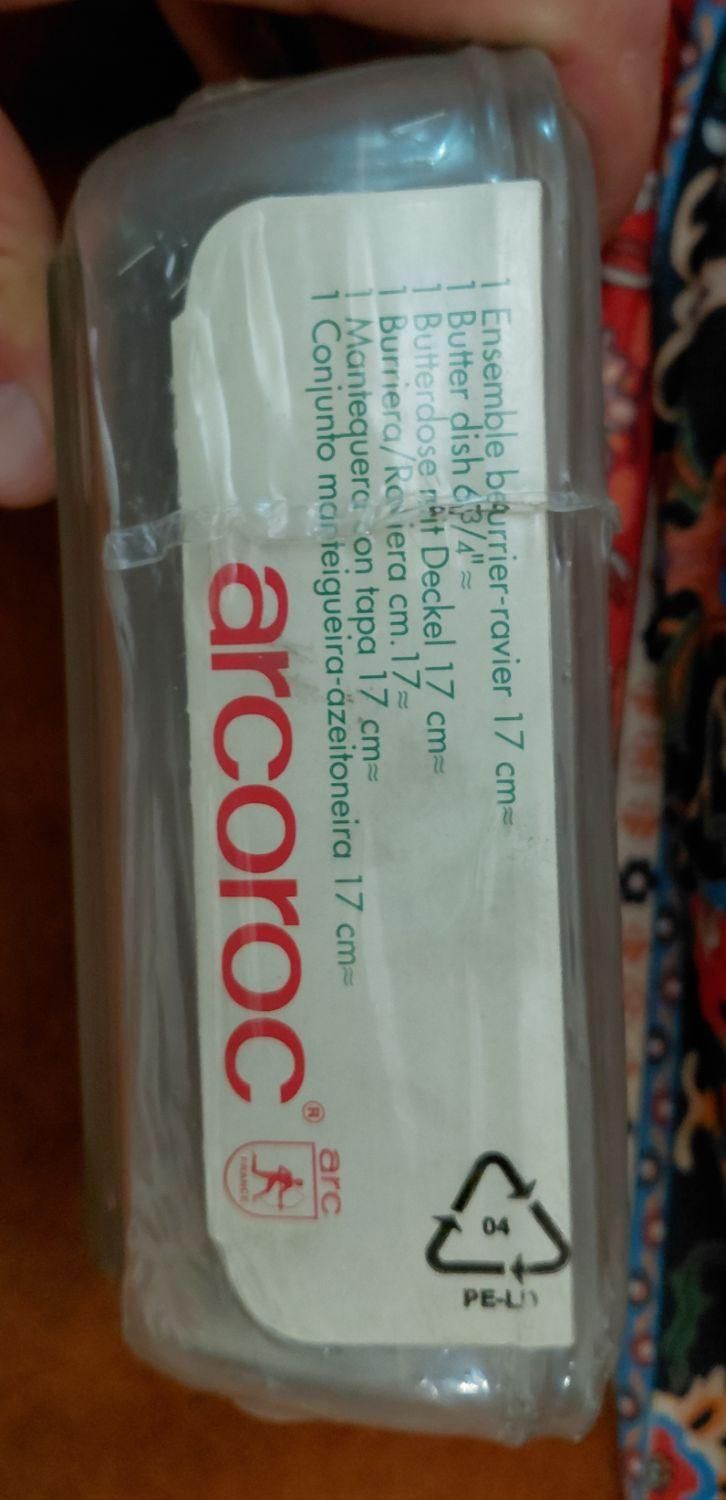 1 Ensemble beurrier-ravier 17 cm≈
1 Butter dish 6 3/4" ≈
1 Butterdose mit Deckel 17 cm≈
1 Burriera/Raviera cm. 17≈
1 Mantequera con tapa 17 cm≈
1 Conjunto manteigueira-azeitoneira 17 cm≈
arcoroc®
arc
FRANCE
04